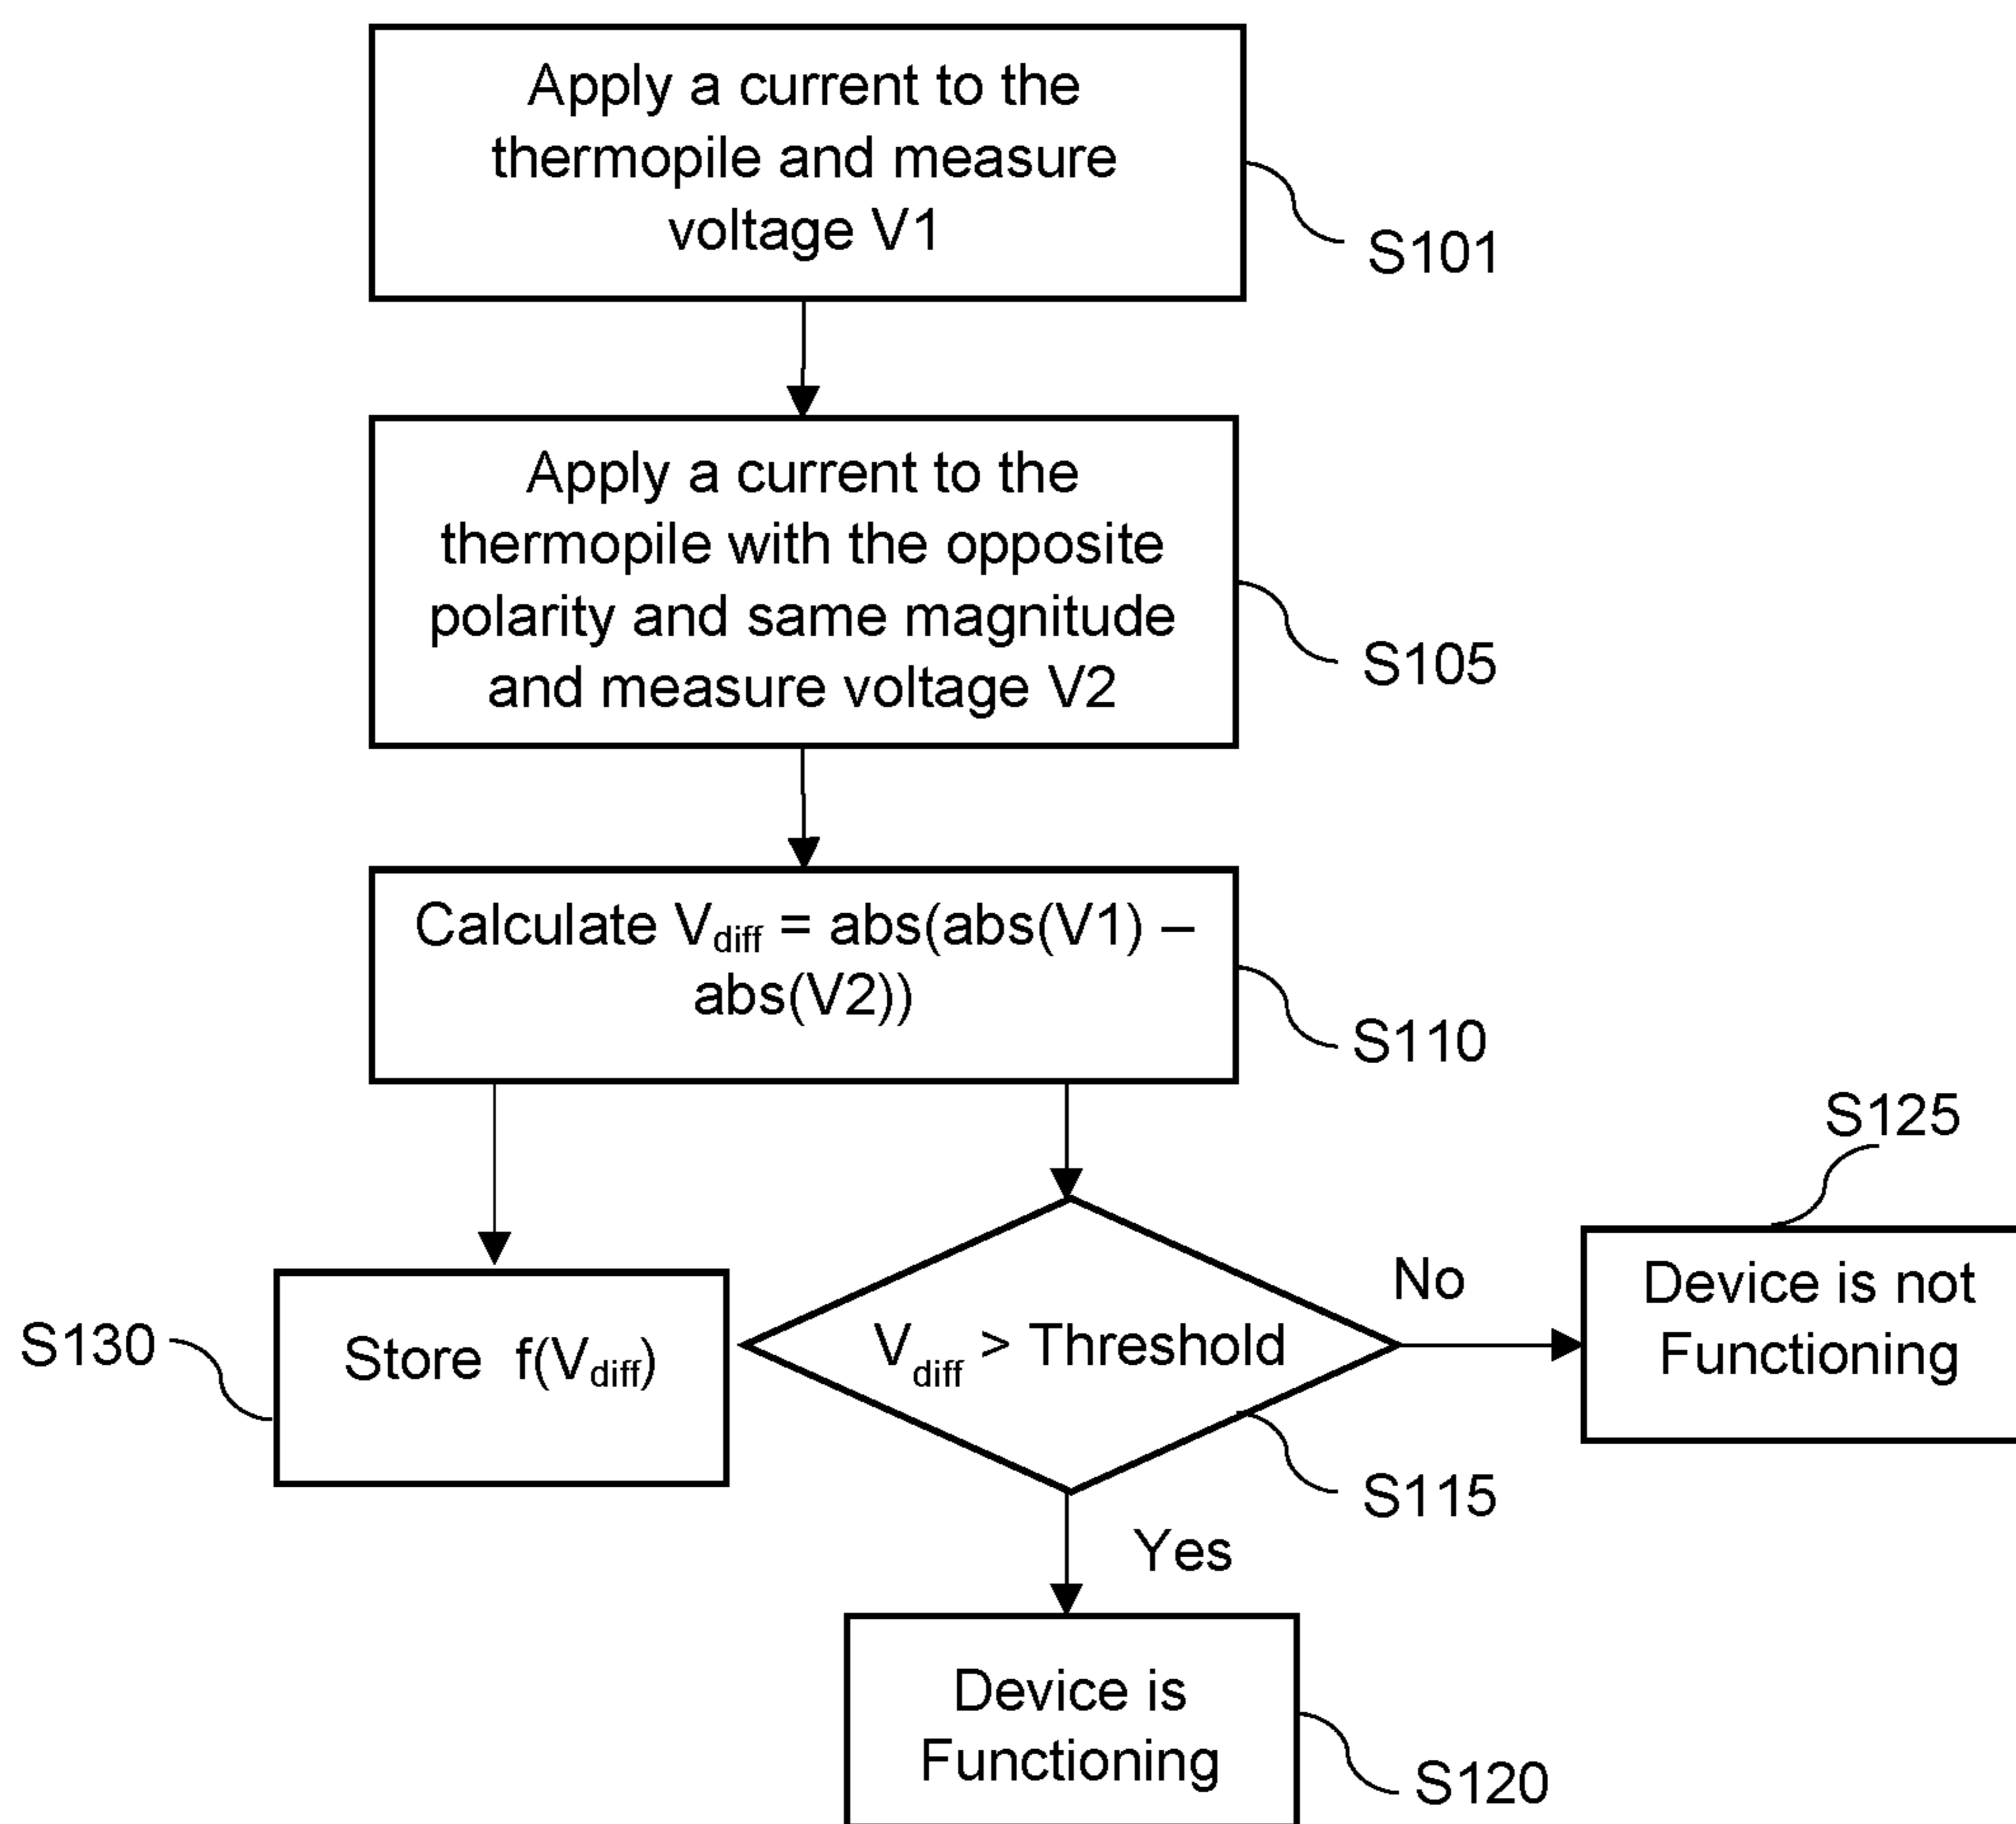 Apply a current to the
thermopile and measure
voltage V1
S101
Apply a current to the
thermopile with the opposite
polarity and same magnitude
and measure voltage V2
S105
Calculate Vdiff = abs(abs(V1) –
abs(V2))
S110
S125
Device is not
Functioning
No
Vdiff > Threshold
S115
S130
Store f(Vdiff)
Yes
Device is
Functioning
S120